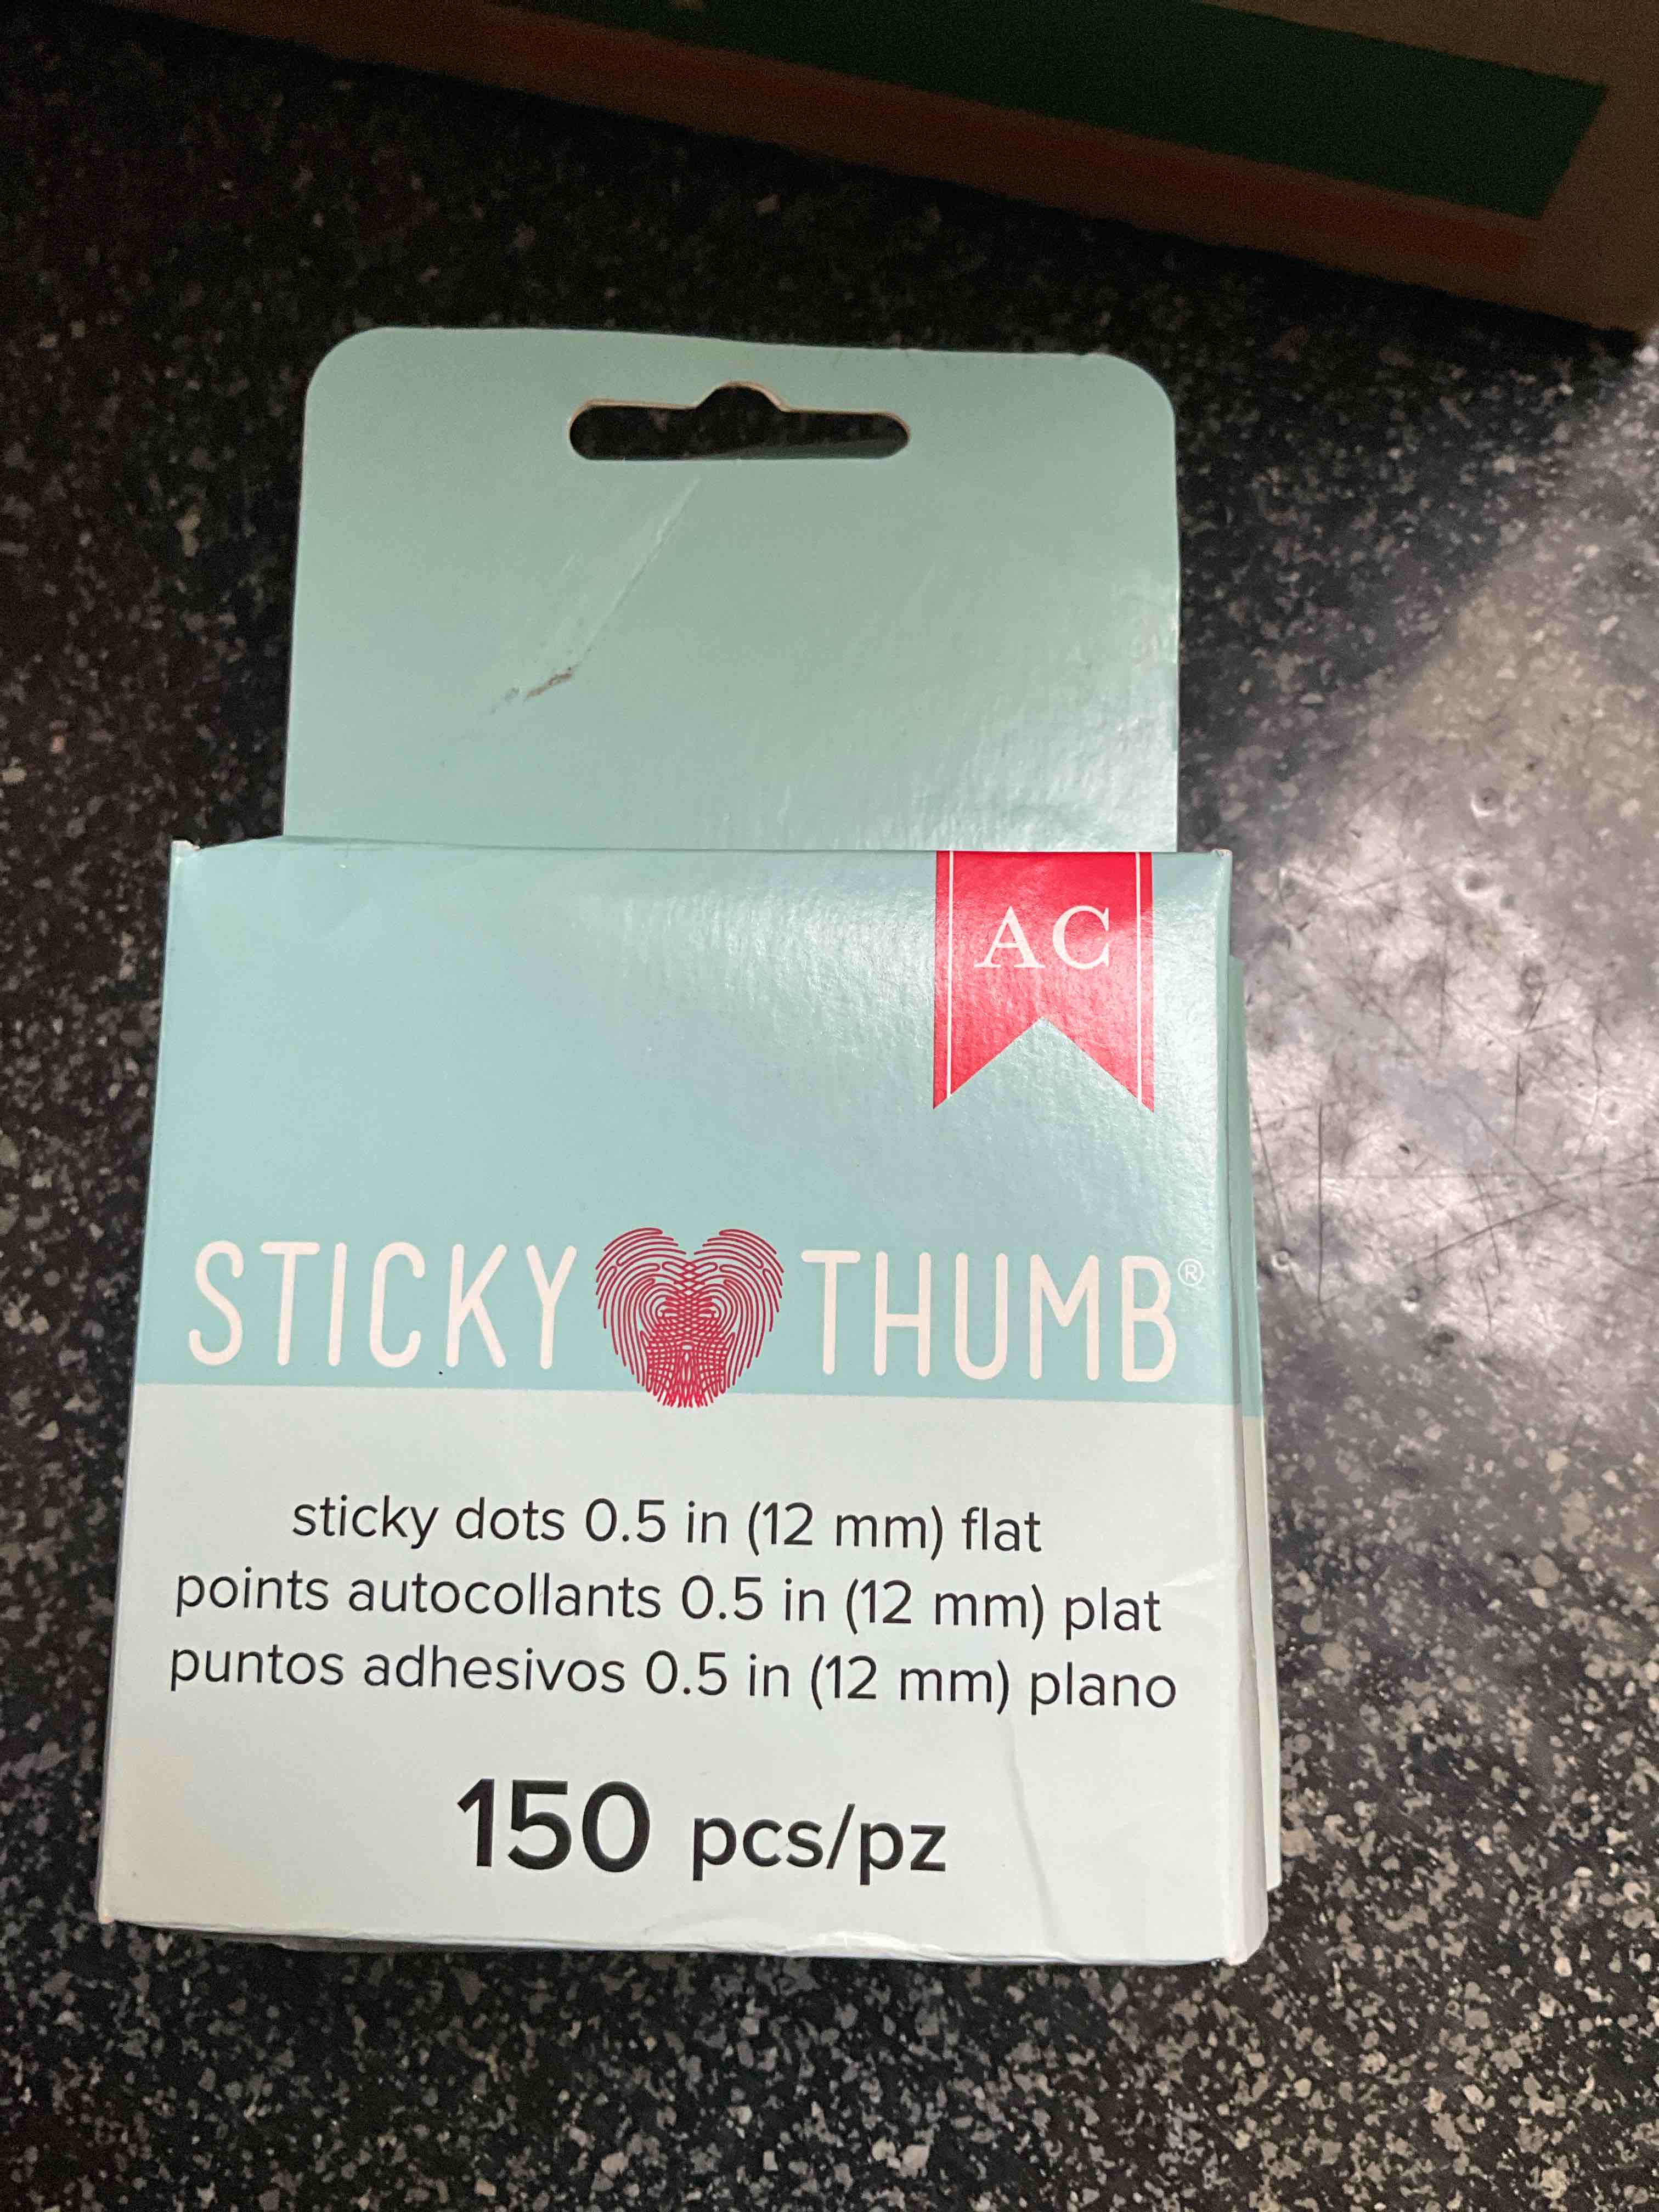 AC
STICKY THUMB®
sticky dots 0.5 in (12 mm) flat
points autocollants 0.5 in (12 mm) plat
puntos adhesivos 0.5 in (12 mm) plano
150 pcs/pz